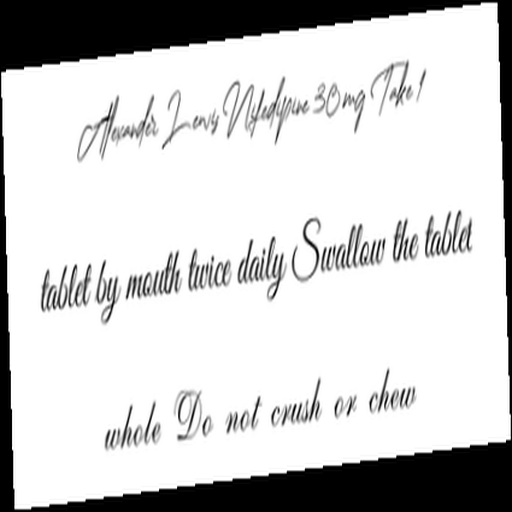 Alexander Lewis Nifedipine 30mg Take 1
tablet by mouth twice daily Swallow the tablet
whole Do not crush or chew